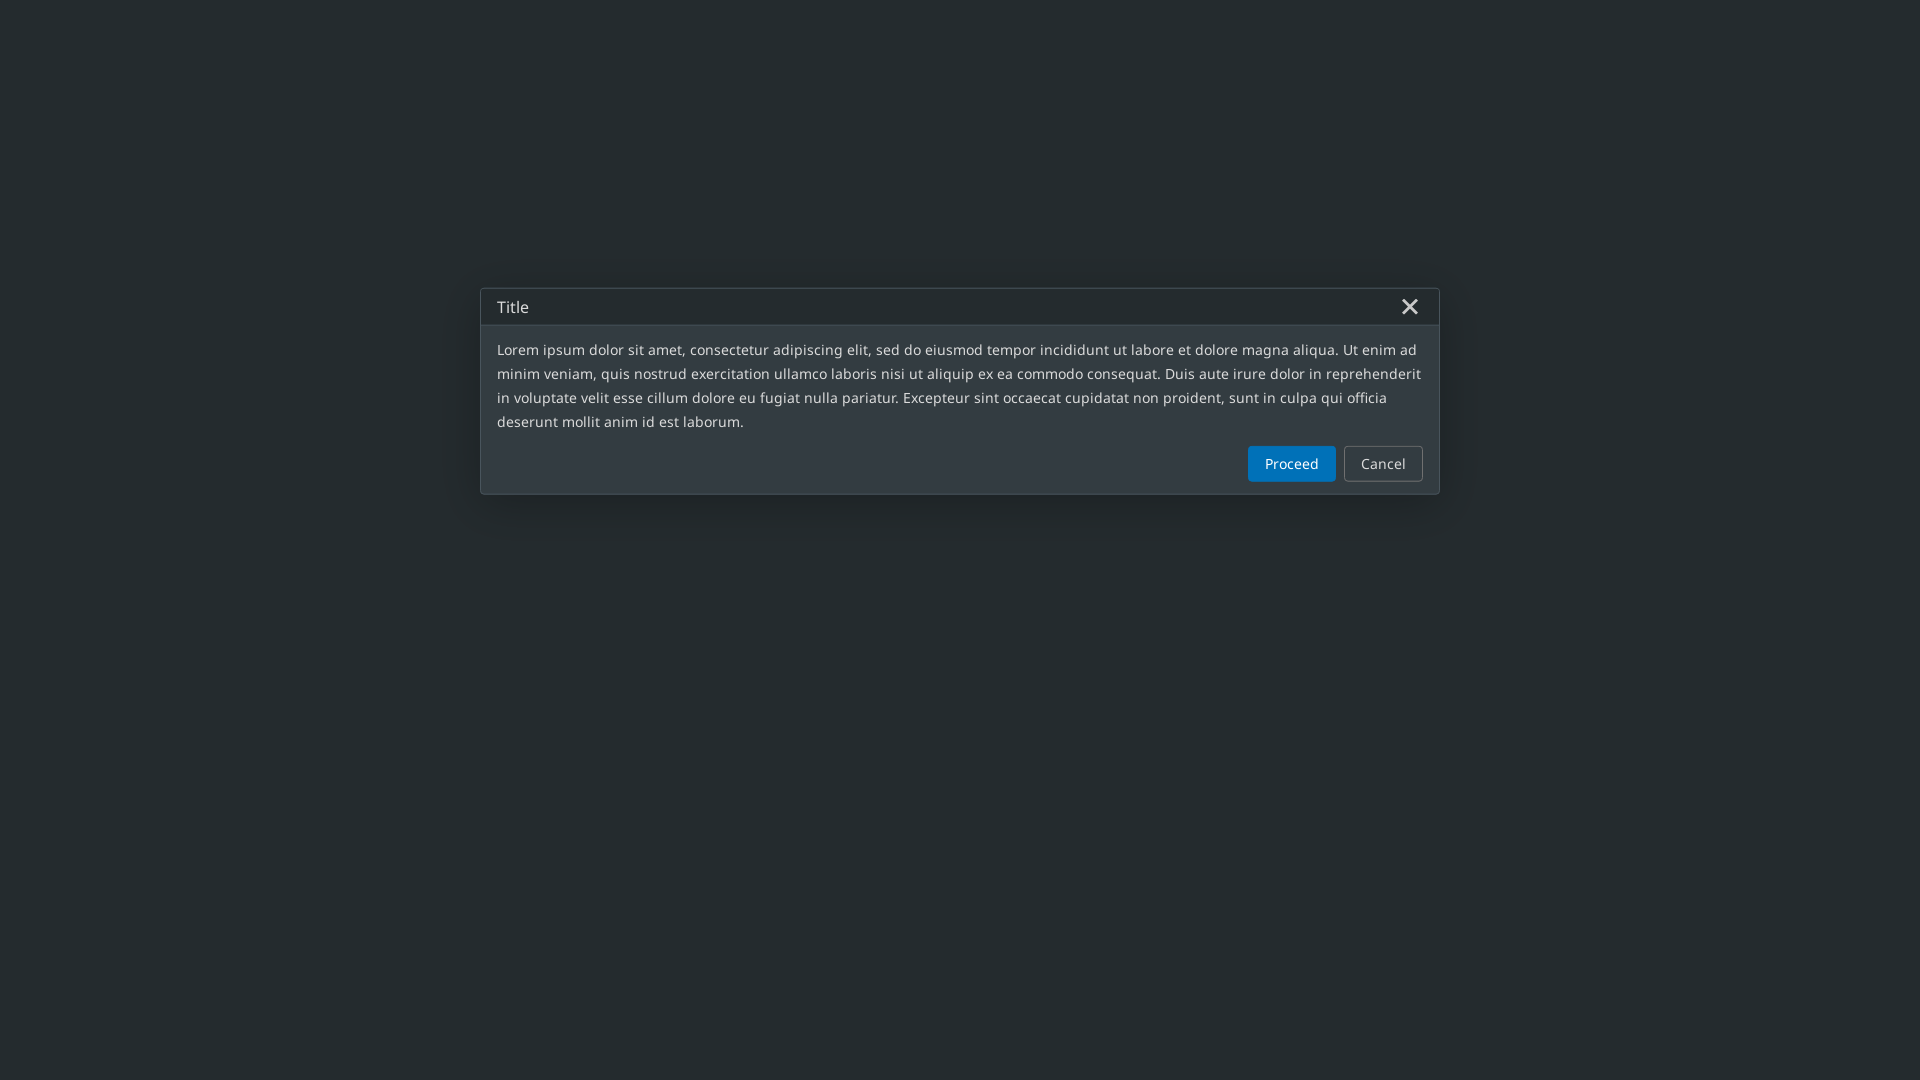 Title
Lorem ipsum dolor sit amet, consectetur adipiscing elit, sed do eiusmod tempor incididunt ut labore et dolore magna aliqua. Ut enim ad
minim veniam, quis nostrud exercitation ullamco laboris nisi ut aliquip ex ea commodo consequat. Duis aute irure dolor in reprehenderit
in voluptate velit esse cillum dolore eu fugiat nulla pariatur. Excepteur sint occaecat cupidatat non proident, sunt in culpa qui officia
deserunt mollit anim id est laborum.
Proceed Cancel